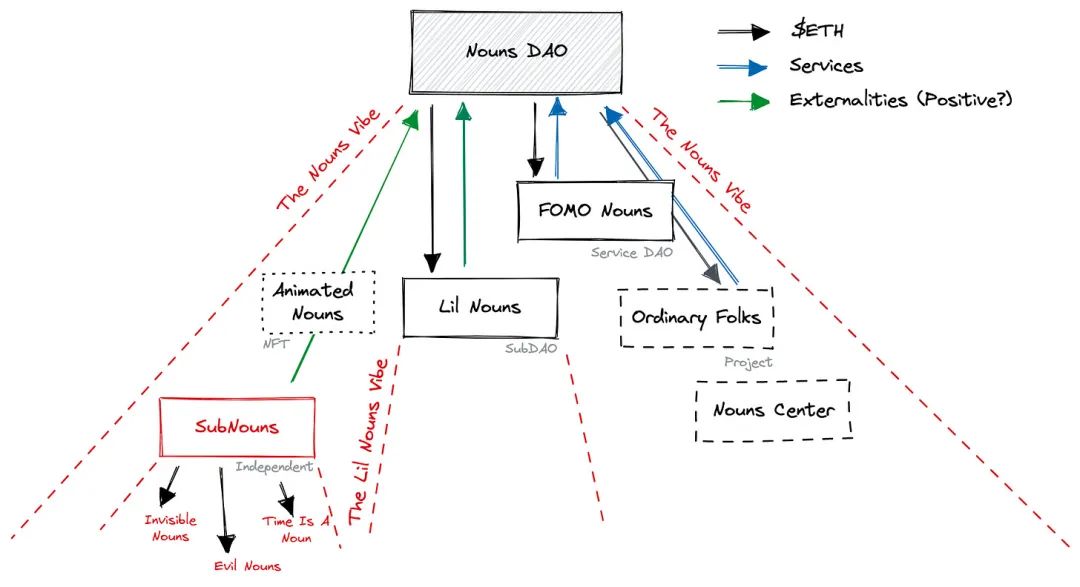 Nouns DAO
$ETH
Services
Externalities (Positive?)
The Nouns Vibe
The Nouns Vibe
FOMO Nouns
Service DAO
Animated
Nouns
NFT
Lil Nouns
SubDAO
Ordinary Folks
Project
The Lil Nouns Vibe
Nouns Center
SubNouns
Independent
Invisible
Nouns
Time Is A
Noun
Evil Nouns